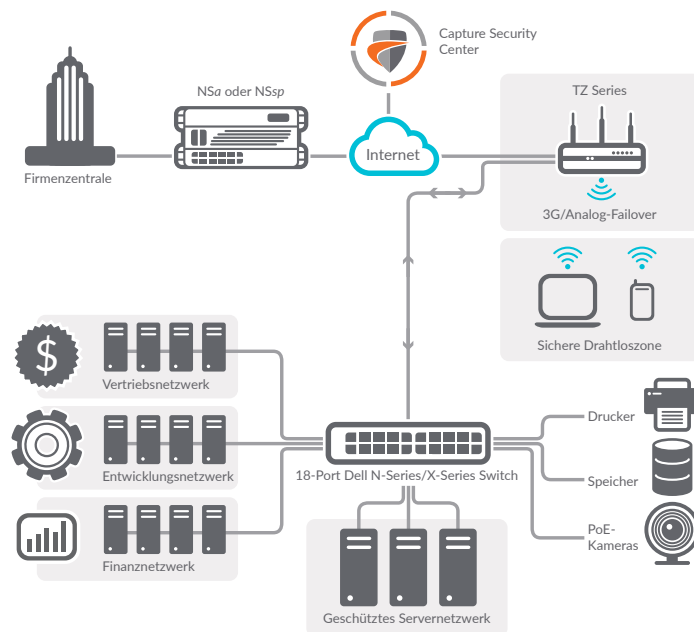 Capture Security
Center
NSa oder NSsp
TZ Series
Internet
Firmenzentrale
3G/Analog-Failover
Sichere Drahtloszone
$
Vertriebsnetzwerk
Drucker
Entwicklungsnetzwerk
18-Port Dell N-Series/X-Series Switch
Speicher
PoE-
Kameras
Finanznetzwerk
Geschütztes Servernetzwerk